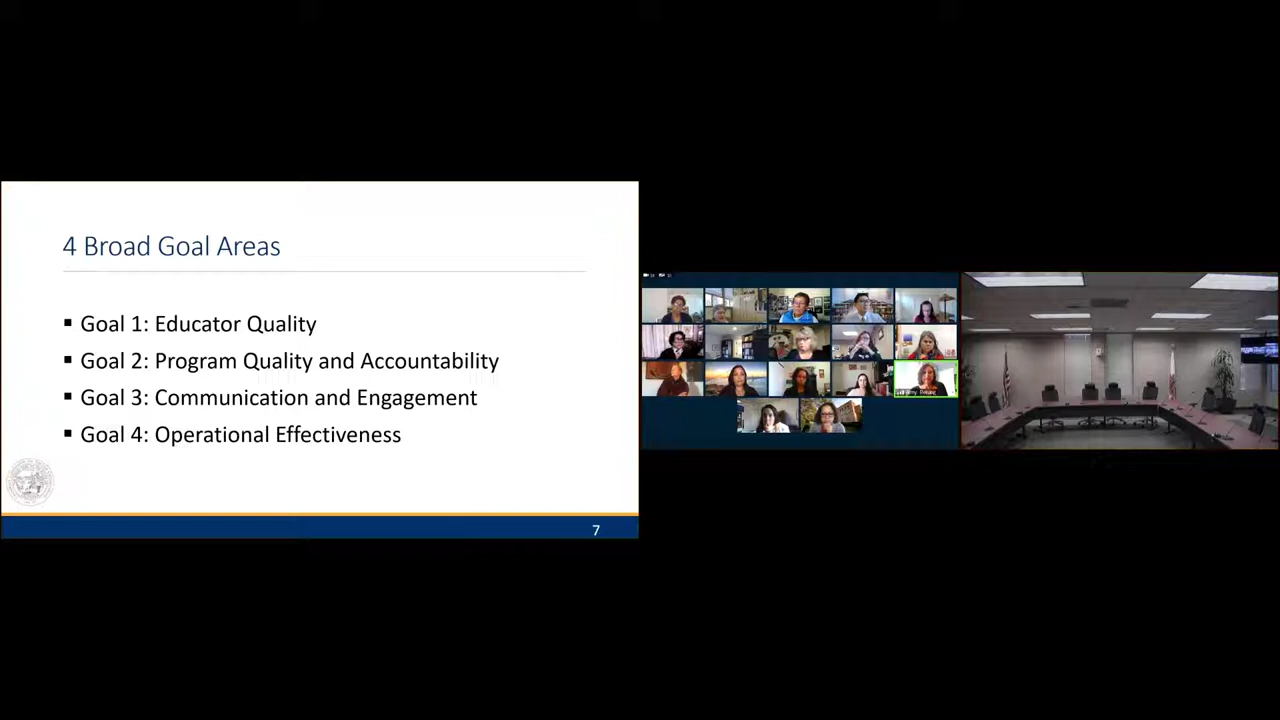 4 Broad Goal Areas
▪ Goal 1: Educator Quality
▪ Goal 2: Program Quality and Accountability
▪ Goal 3: Communication and Engagement
▪ Goal 4: Operational Effectiveness
7